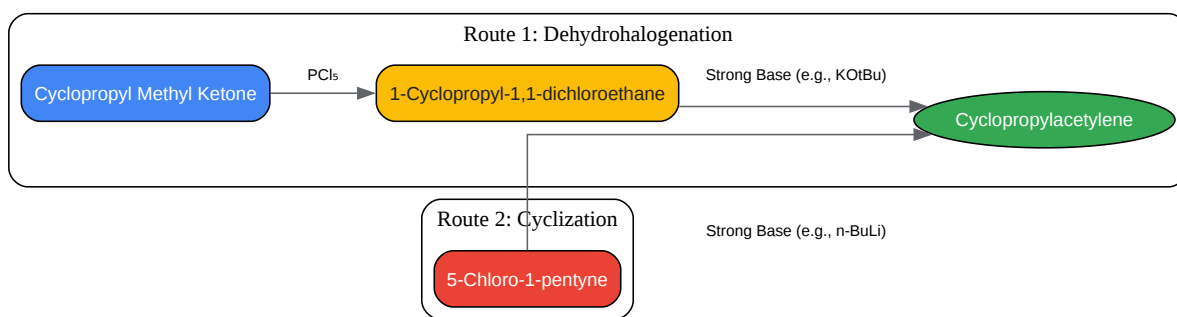 Route 1: Dehydrohalogenation
Cyclopropyl Methyl Ketone
PCl₅
1-Cyclopropyl-1,1-dichloroethane
Strong Base (e.g., KOtBu)
Cyclopropylacetylene
Route 2: Cyclization
Strong Base (e.g., n-BuLi)
5-Chloro-1-pentyne